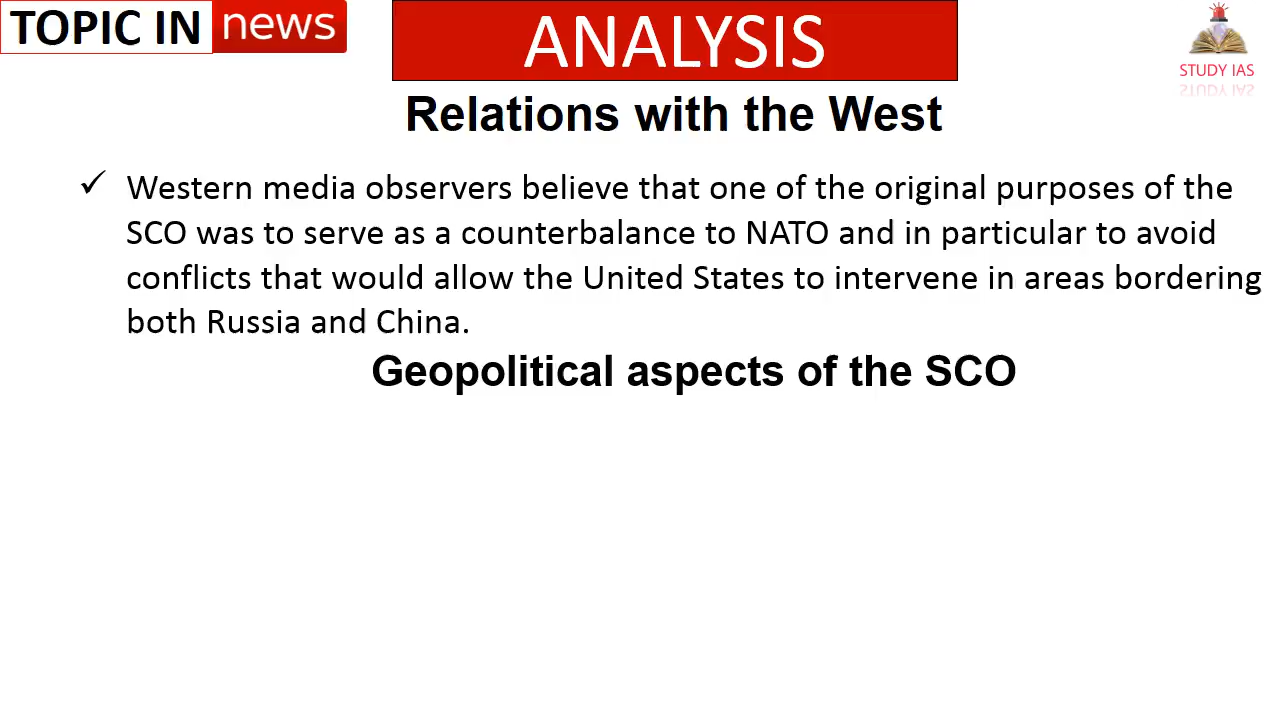 TOPIC IN news
ANALYSIS
STUDY IAS
Relations with the West
✓ Western media observers believe that one of the original purposes of the
SCO was to serve as a counterbalance to NATO and in particular to avoid
conflicts that would allow the United States to intervene in areas bordering
both Russia and China.
Geopolitical aspects of the SCO